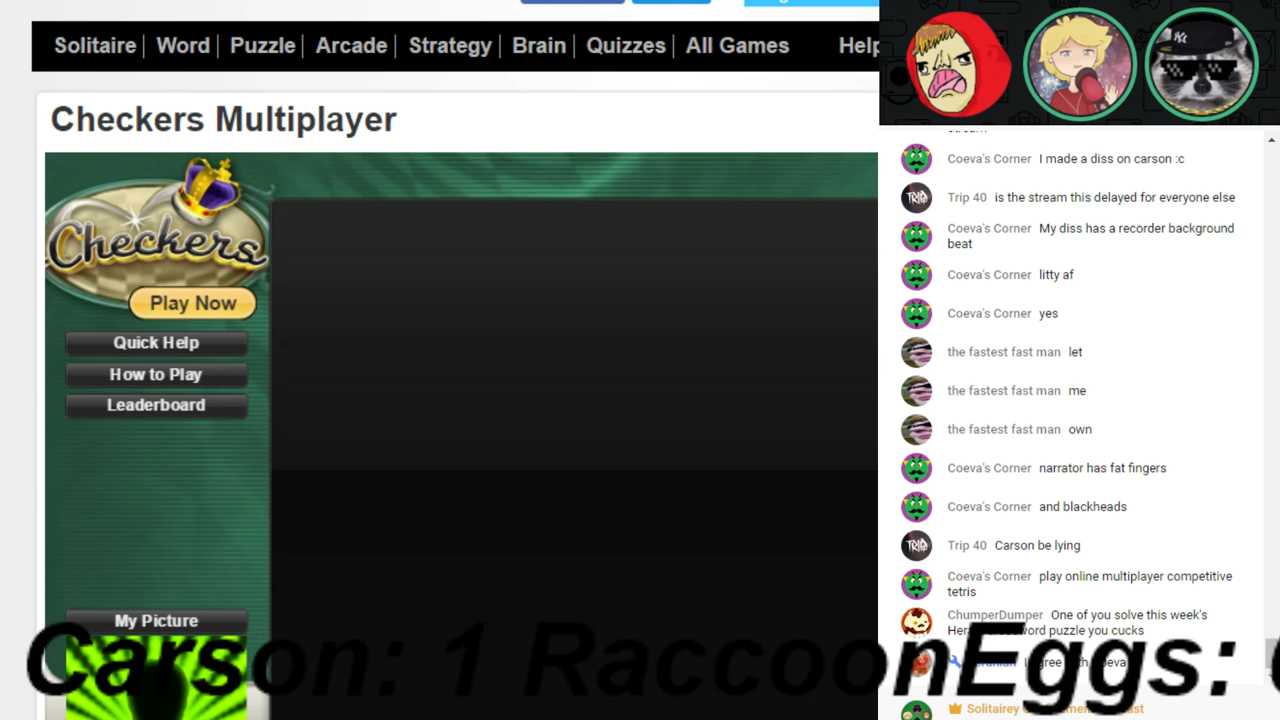 Solitaire Word Puzzle Arcade Strategy Brain Quizzes All Games Help
Checkers Multiplayer
Checkers
Play Now
Quick Help
How to Play
Leaderboard
My Picture
Coeva's Corner I made a diss on carson :c
Trip 40 is the stream this delayed for everyone else
Coeva's Corner My diss has a recorder background
beat
Coeva's Corner litty af
Coeva's Corner yes
the fastest fast man let
the fastest fast man me
the fastest fast man own
Coeva's Corner narrator has fat fingers
Coeva's Corner and blackheads
Trip 40 Carson be lying
Coeva's Corner play online multiplayer competitive
tetris
ChumperDumper One of you solve this week's
word puzzle you cucks
Solitairey
Carson: 1 RaccoonEggs: